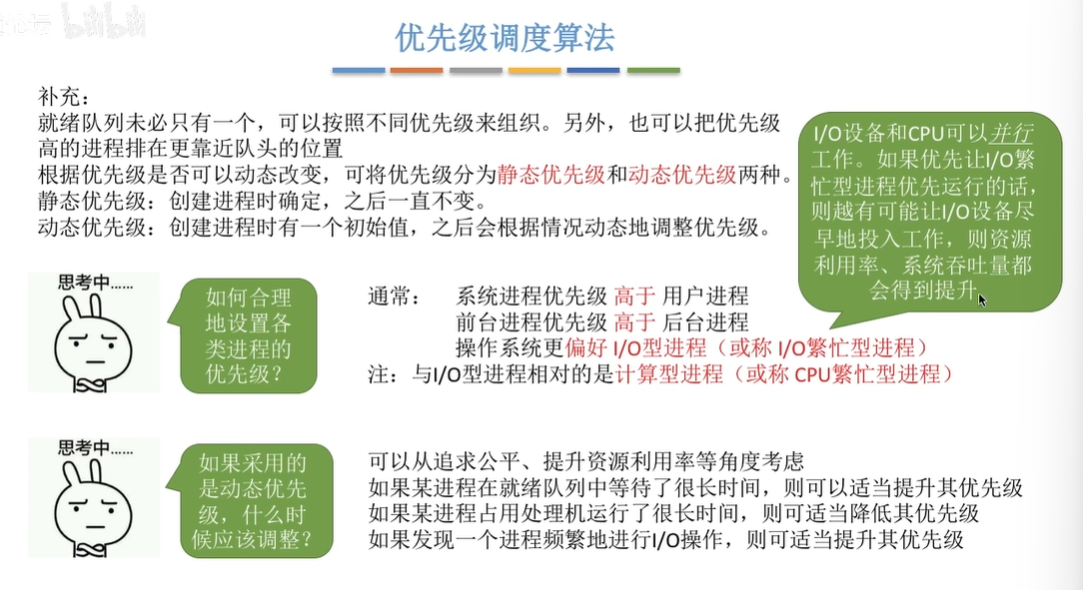 bilibili
优先级调度算法
补充：
就绪队列未必只有一个，可以按照不同优先级来组织。另外，也可以把优先级
高的进程排在更靠近队头的位置
根据优先级是否可以动态改变，可将优先级分为静态优先级和动态优先级两种。
静态优先级：创建进程时确定，之后一直不变。
动态优先级：创建进程时有一个初始值，之后会根据情况动态地调整优先级。
I/O设备和CPU可以并行
工作。如果优先让I/O繁
忙型进程优先运行的话，
则越有可能让I/O设备尽
早地投入工作，则资源
利用率、系统吞吐量都
会得到提升
思考中……
如何合理
地设置各
类进程的
优先级？
通常： 系统进程优先级 高于 用户进程
前台进程优先级 高于 后台进程
操作系统更偏好 I/O型进程（或称 I/O繁忙型进程）
注：与I/O型进程相对的是计算型进程（或称 CPU繁忙型进程）
思考中……
如果采用的
是动态优先
级，什么时
候应该调整？
可以从追求公平、提升资源利用率等角度考虑
如果某进程在就绪队列中等待了很长时间，则可以适当提升其优先级
如果某进程占用处理机运行了很长时间，则可适当降低其优先级
如果发现一个进程频繁地进行I/O操作，则可适当提升其优先级